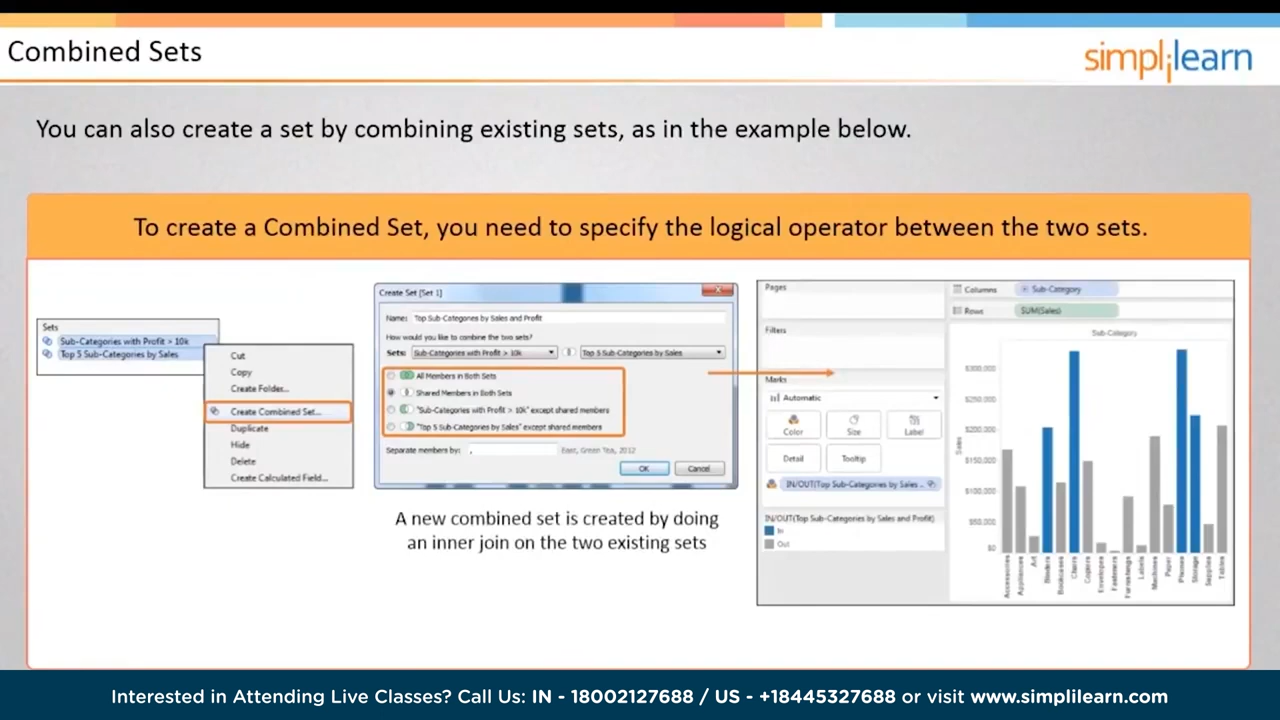 Combined Sets
simplilearn
You can also create a set by combining existing sets, as in the example below.
To create a Combined Set, you need to specify the logical operator between the two sets.
Sets
Sub-Categories with Profit > 10k
Top 5 Sub-Categories by Sales
Cut
Copy
Create Folder...
Create Combined Set...
Duplicate
Hide
Delete
Create Calculated Field...
Create Set [Set 1]
Name: Top Sub-Categories by Sales and Profit
How would you like to combine the two sets?
Sets: Sub-Categories with Profit > 10k Top 5 Sub-Categories by Sales
All Members in Both Sets
Shared Members in Both Sets
"Sub-Categories with Profit > 10k" except shared members
"Top 5 Sub-Categories by Sales" except shared members
Separate members by: , East, Green Tea, 2012
OK Cancel
A new combined set is created by doing
an inner join on the two existing sets
Pages
Filters
Marks
Automatic
Color Size Label
Detail Tooltip
IN/OUT(Top Sub-Categories by Sales ..
IN/OUT(Top Sub-Categories by Sales and Profit)
In
Out
Columns Sub-Category
Rows SUM(Sales)
Sub-Category
Sales
$300,000
$250,000
$200,000
$150,000
$100,000
$50,000
$0
Accessories
Appliances
Art
Binders
Bookcases
Chairs
Copiers
Envelopes
Fasteners
Furnishings
Labels
Machines
Paper
Phones
Storage
Supplies
Tables
Interested in Attending Live Classes? Call Us: IN - 18002127688 / US - +18445327688 or visit www.simplilearn.com